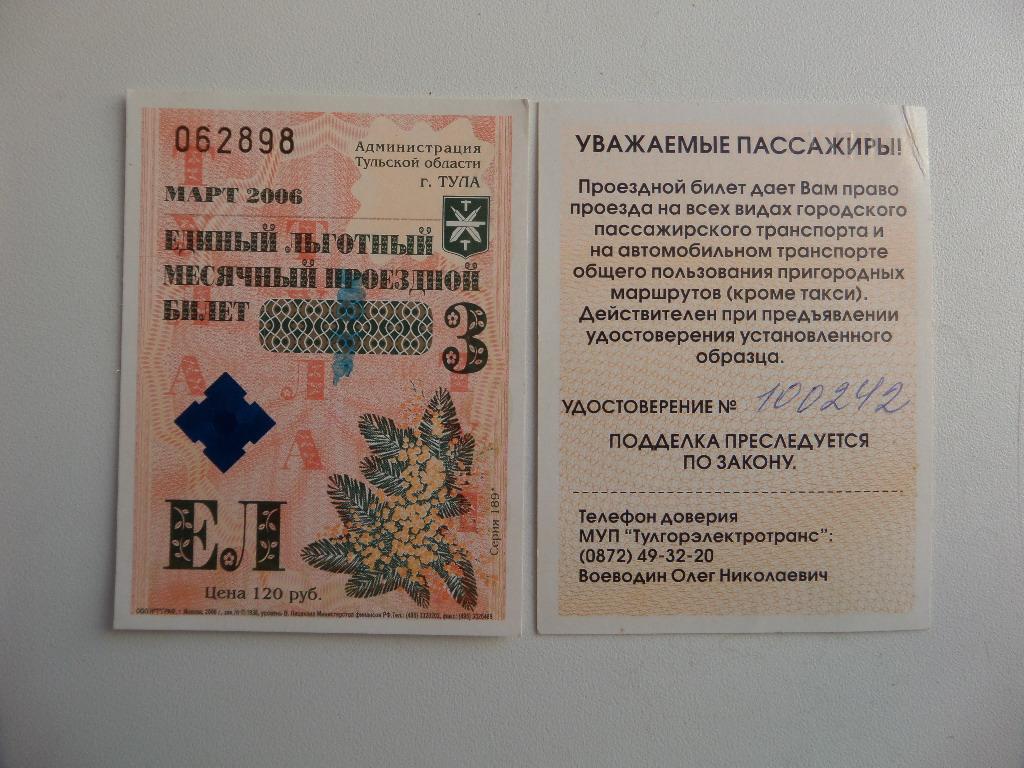 062898
Администрация
Тульской области
г. ТУЛА
МАРТ 2006
ЕДИНЫЙ ЛЬГОТНЫЙ
МЕСЯЧНЫЙ ПРОЕЗДНОЙ
БИЛЕТ
3
ЕЛ
Серия 189*
Цена 120 руб.
УВАЖАЕМЫЕ ПАССАЖИРЫ!
Проездной билет дает Вам право
проезда на всех видах городского
пассажирского транспорта и
на автомобильном транспорте
общего пользования пригородных
маршрутов (кроме такси).
Действителен при предъявлении
удостоверения установленного
образца.
УДОСТОВЕРЕНИЕ № 100242
ПОДДЕЛКА ПРЕСЛЕДУЕТСЯ
ПО ЗАКОНУ.
Телефон доверия
МУП “Тулгорэлектротранс”:
(0872) 49-32-20
Воеводин Олег Николаевич